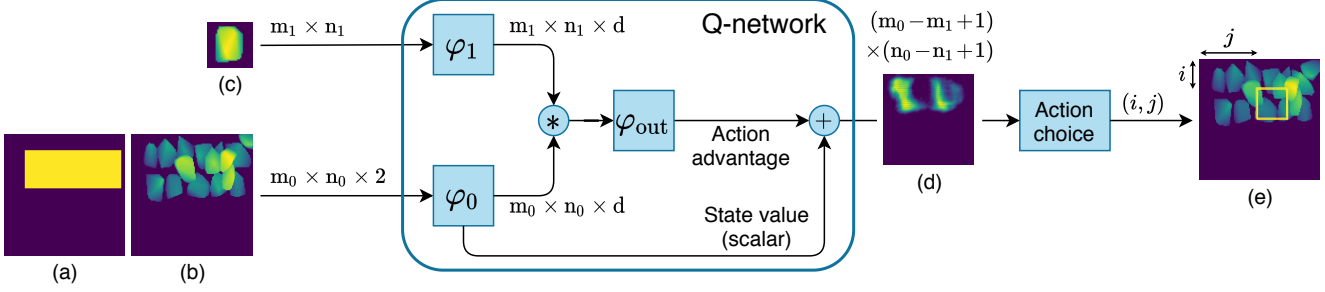 Q-network
m₁ × n₁
φ₁
m₁ × n₁ × d
(c)
*
φout
Action
advantage
+
(m₀−m₁+1)
×(n₀−n₁+1)
(d)
Action
choice
(i, j)
j
i
(e)
m₀ × n₀ × 2
φ₀
m₀ × n₀ × d
State value
(scalar)
(a)
(b)